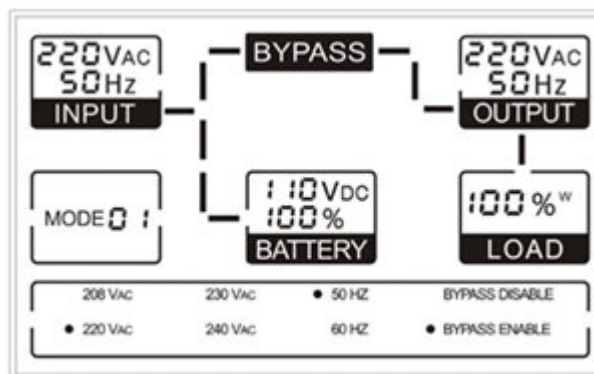 220VAC
50Hz
INPUT
BYPASS
220VAC
50Hz
OUTPUT
MODE 01
110VDC
100%
BATTERY
100%W
LOAD
208 VAC 230 VAC • 50 HZ BYPASS DISABLE
• 220 VAC 240 VAC 60 HZ • BYPASS ENABLE